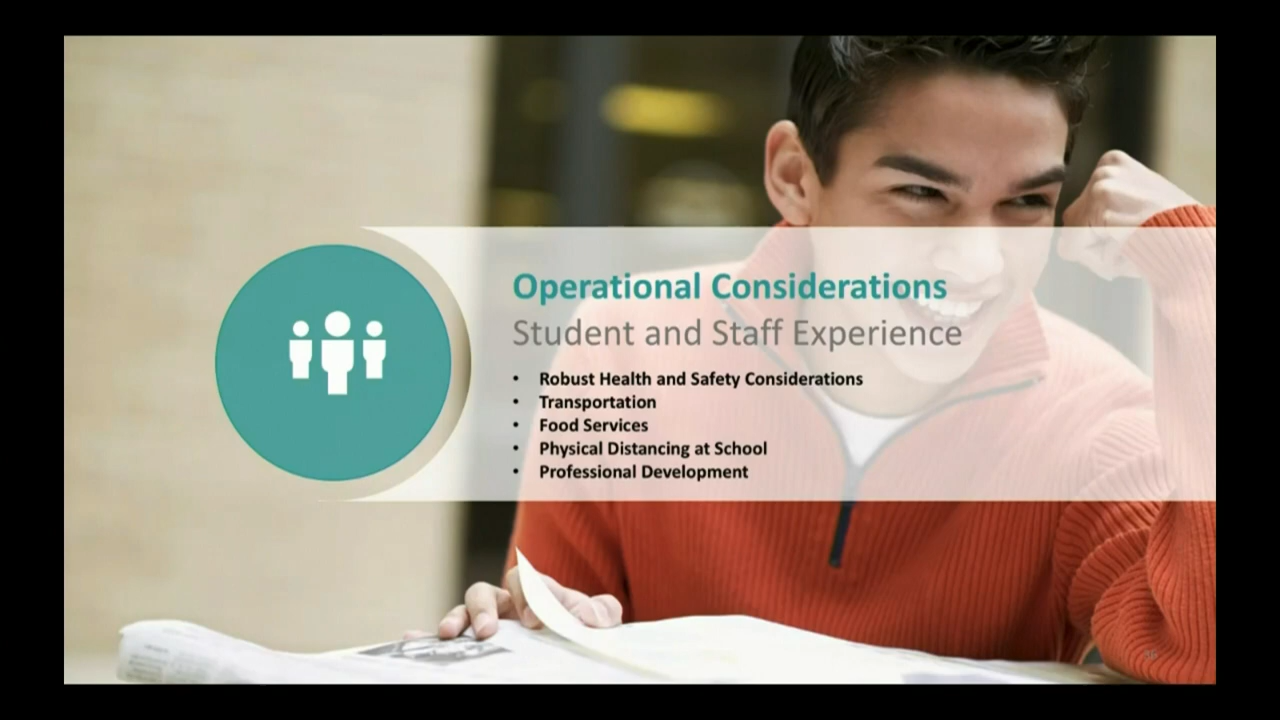 Operational Considerations
Student and Staff Experience
• Robust Health and Safety Considerations
• Transportation
• Food Services
• Physical Distancing at School
• Professional Development